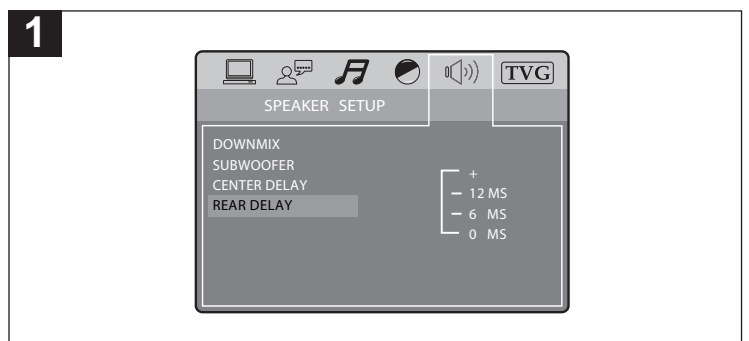 1
TVG
SPEAKER SETUP
DOWNMIX
SUBWOOFER
CENTER DELAY
REAR DELAY
+
12 MS
6 MS
0 MS